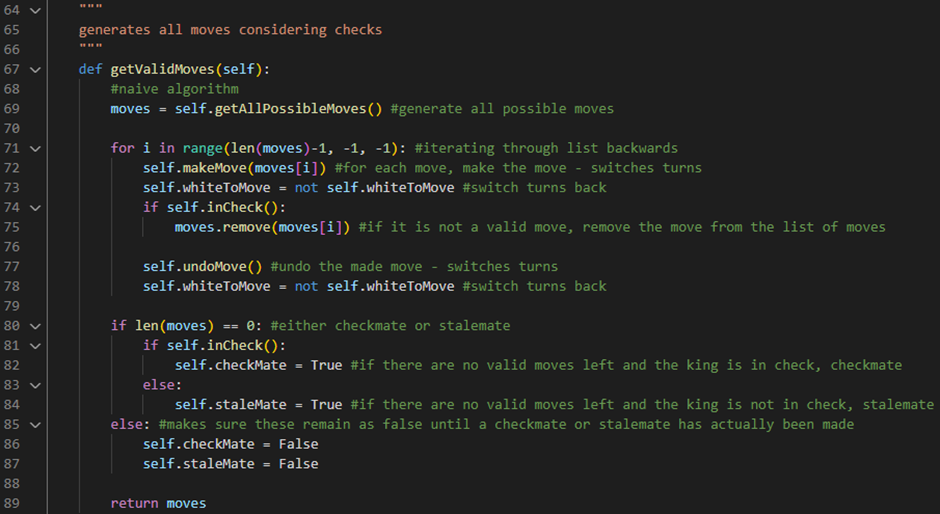 64 """
65 generates all moves considering checks
66 """
67 def getValidMoves(self):
68 #naive algorithm
69 moves = self.getAllPossibleMoves() #generate all possible moves
70
71 for i in range(len(moves)-1, -1, -1): #iterating through list backwards
72 self.makeMove(moves[i]) #for each move, make the move - switches turns
73 self.whiteToMove = not self.whiteToMove #switch turns back
74 if self.inCheck():
75 moves.remove(moves[i]) #if it is not a valid move, remove the move from the list of moves
76
77 self.undoMove() #undo the made move - switches turns
78 self.whiteToMove = not self.whiteToMove #switch turns back
79
80 if len(moves) == 0: #either checkmate or stalemate
81 if self.inCheck():
82 self.checkMate = True #if there are no valid moves left and the king is in check, checkmate
83 else:
84 self.staleMate = True #if there are no valid moves left and the king is not in check, stalemate
85 else: #makes sure these remain as false until a checkmate or stalemate has actually been made
86 self.checkMate = False
87 self.staleMate = False
88
89 return moves